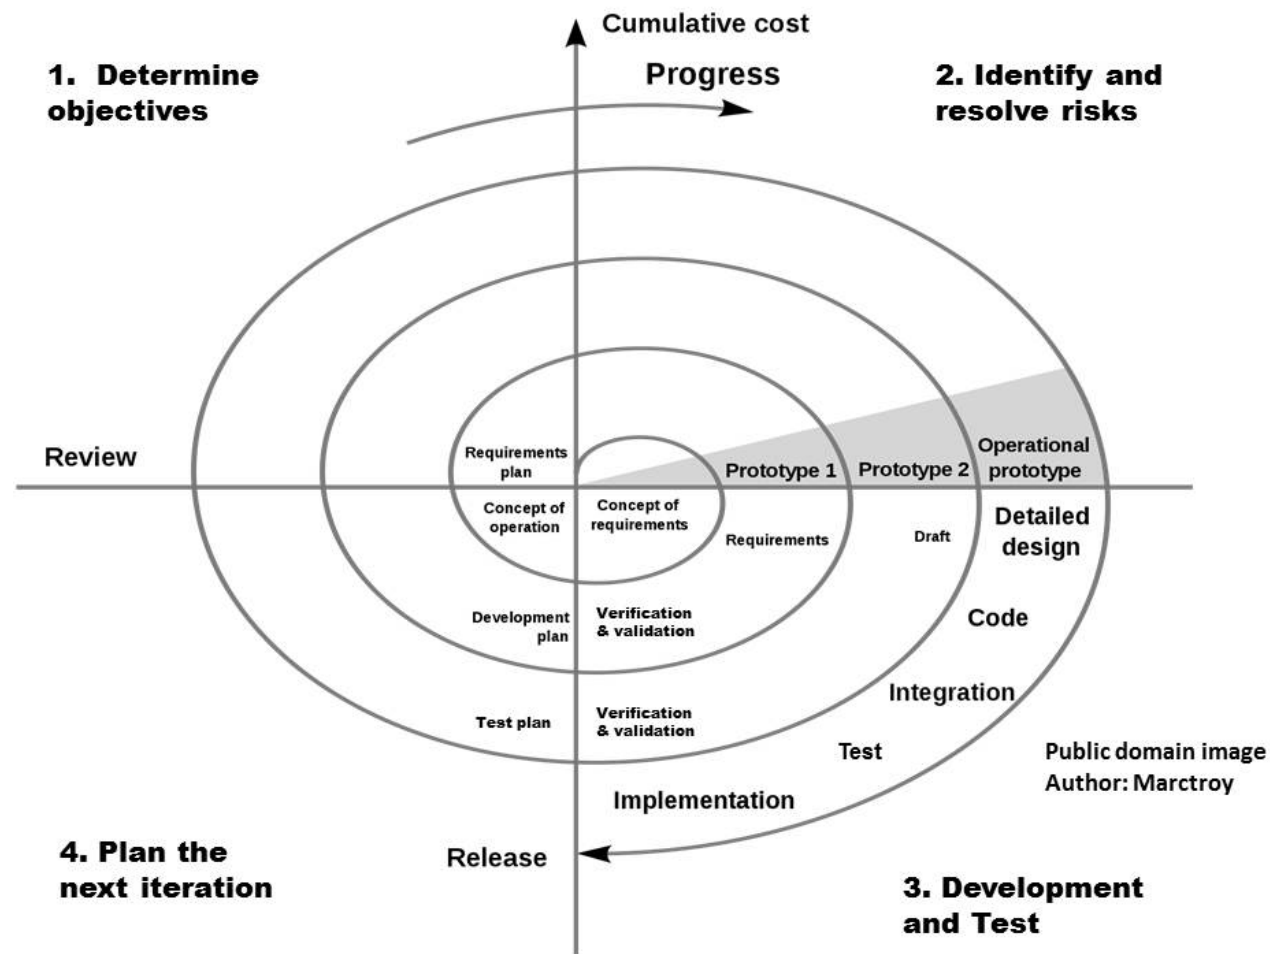 Cumulative cost
Progress
1. Determine
objectives
2. Identify and
resolve risks
Review
Requirements
plan
Prototype 1
Prototype 2
Operational
prototype
Concept of
operation
Concept of
requirements
Requirements
Draft
Detailed
design
Development
plan
Verification
& validation
Code
Integration
Test plan
Verification
& validation
Test
Implementation
Public domain image
Author: Marctroy
4. Plan the
next iteration
Release
3. Development
and Test